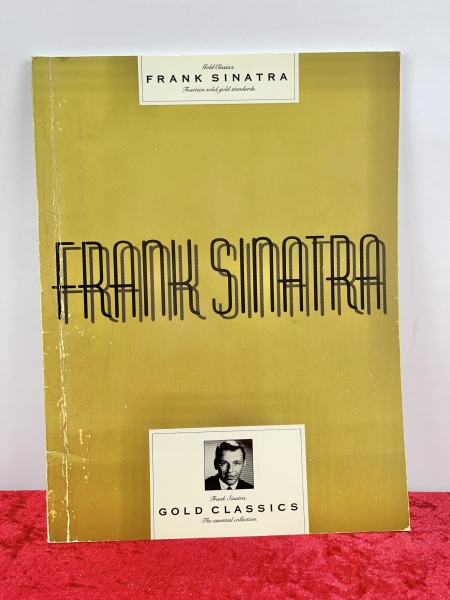 Gold Classics.
FRANK SINATRA
Fourteen solid gold standards.
FRANK SINATRA
Frank Sinatra.
GOLD CLASSICS
The essential collection.